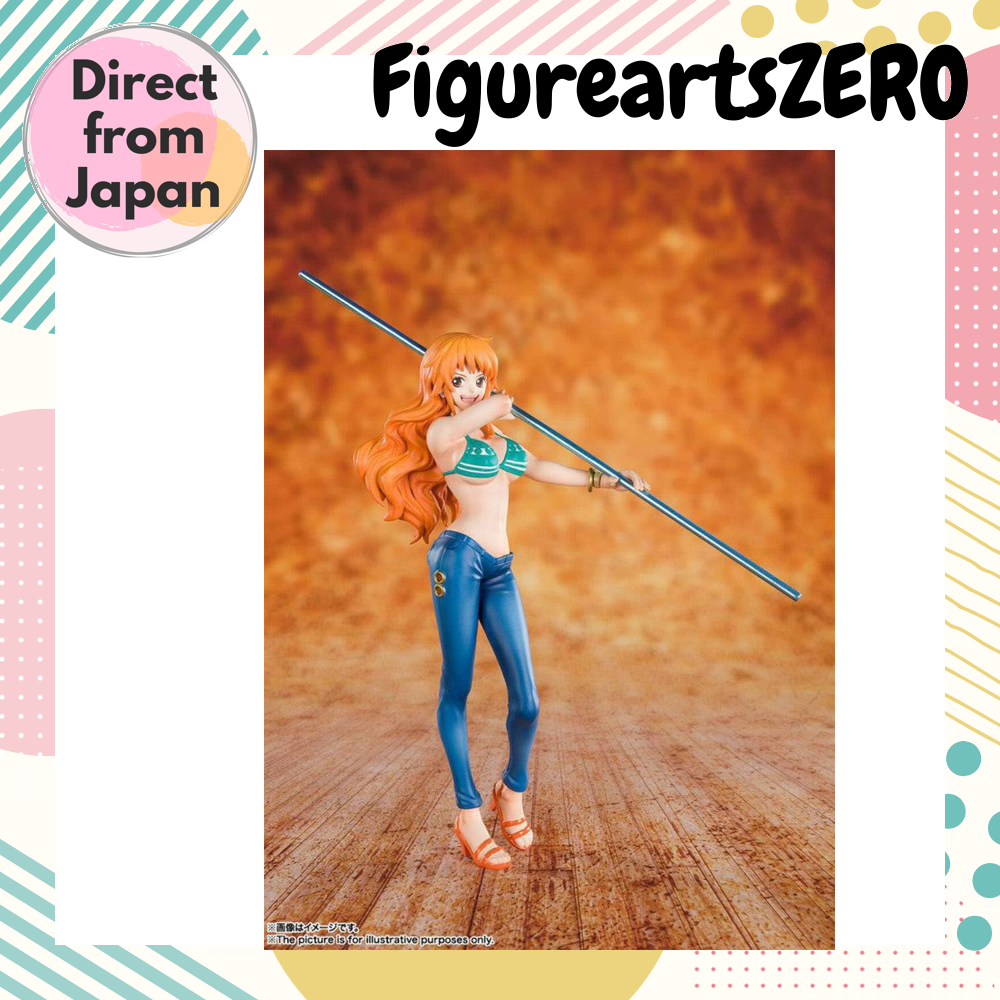 Direct
from
Japan
FigureartsZERO
※画像はイメージです。
※The picture is for illustrative purposes only.